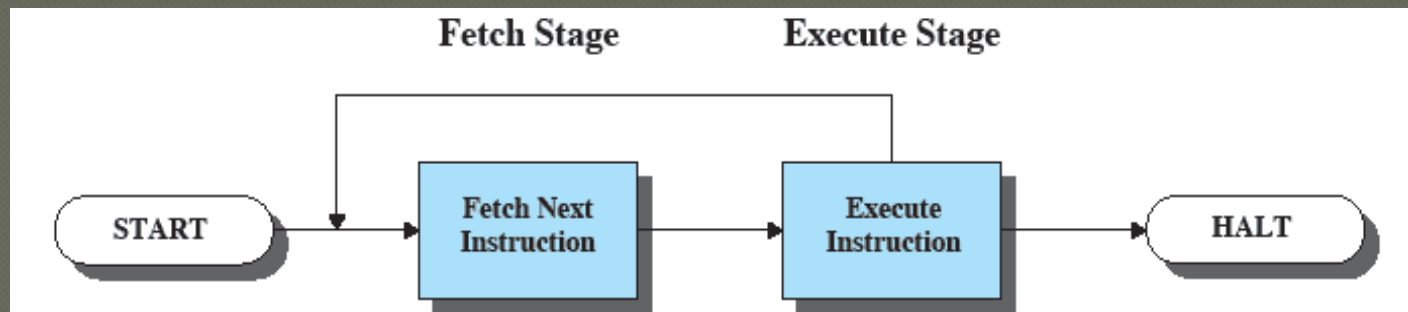 Fetch Stage
Execute Stage
START
Fetch Next
Instruction
Execute
Instruction
HALT